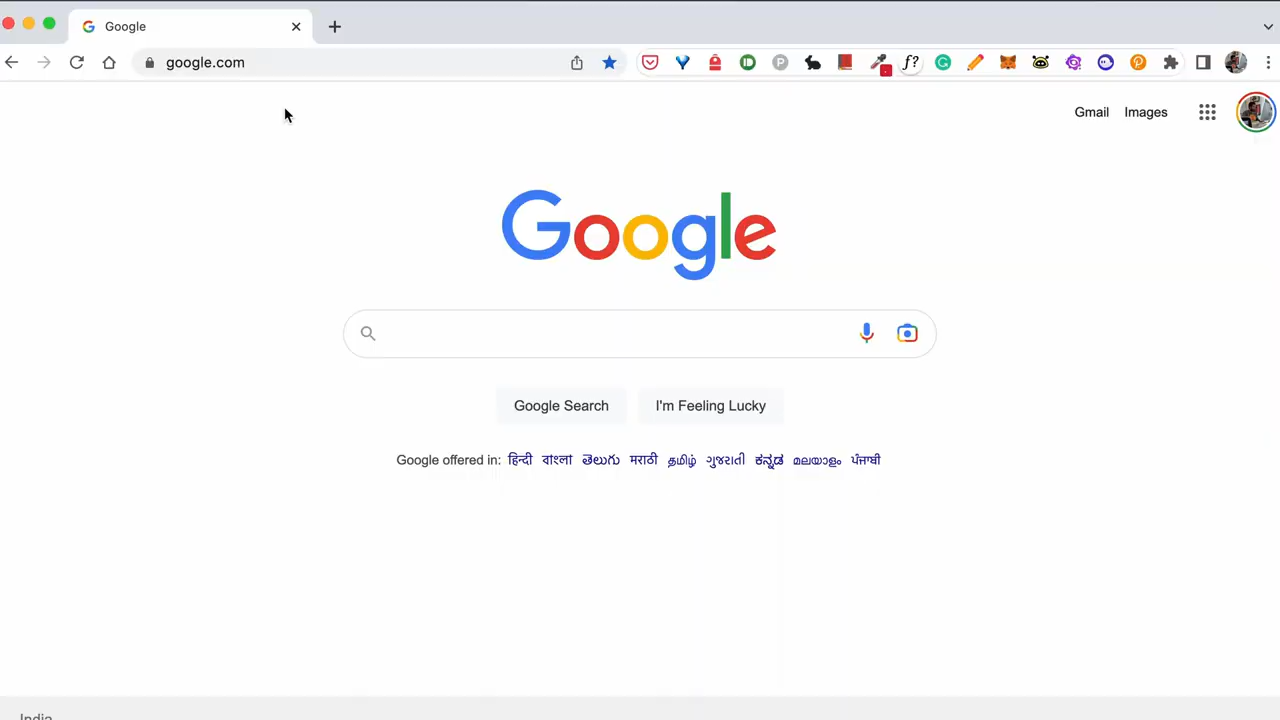 Google
google.com
f?
Gmail Images
Google
Google Search I'm Feeling Lucky
Google offered in: हिन्दी বাংলা తెలుగు मराठी தமிழ் ગુજરાતી ಕನ್ನಡ മലയാളം ਪੰਜਾਬੀ
India